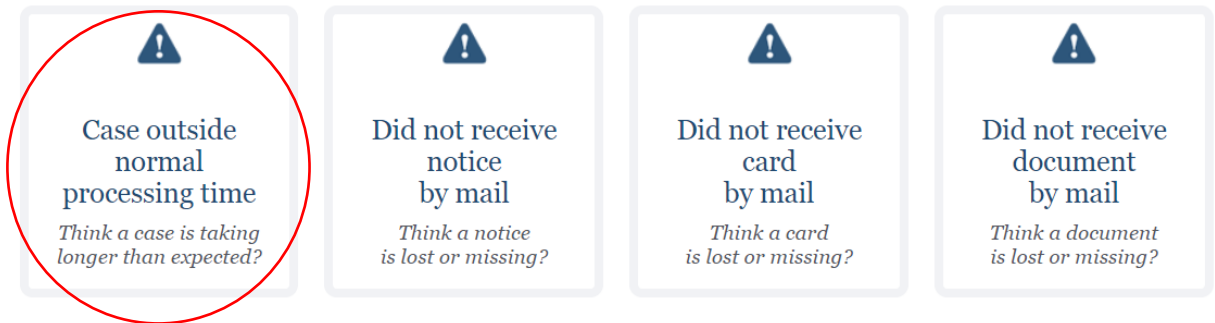 Case outside
normal
processing time
Think a case is taking
longer than expected?
Did not receive
notice
by mail
Think a notice
is lost or missing?
Did not receive
card
by mail
Think a card
is lost or missing?
Did not receive
document
by mail
Think a document
is lost or missing?